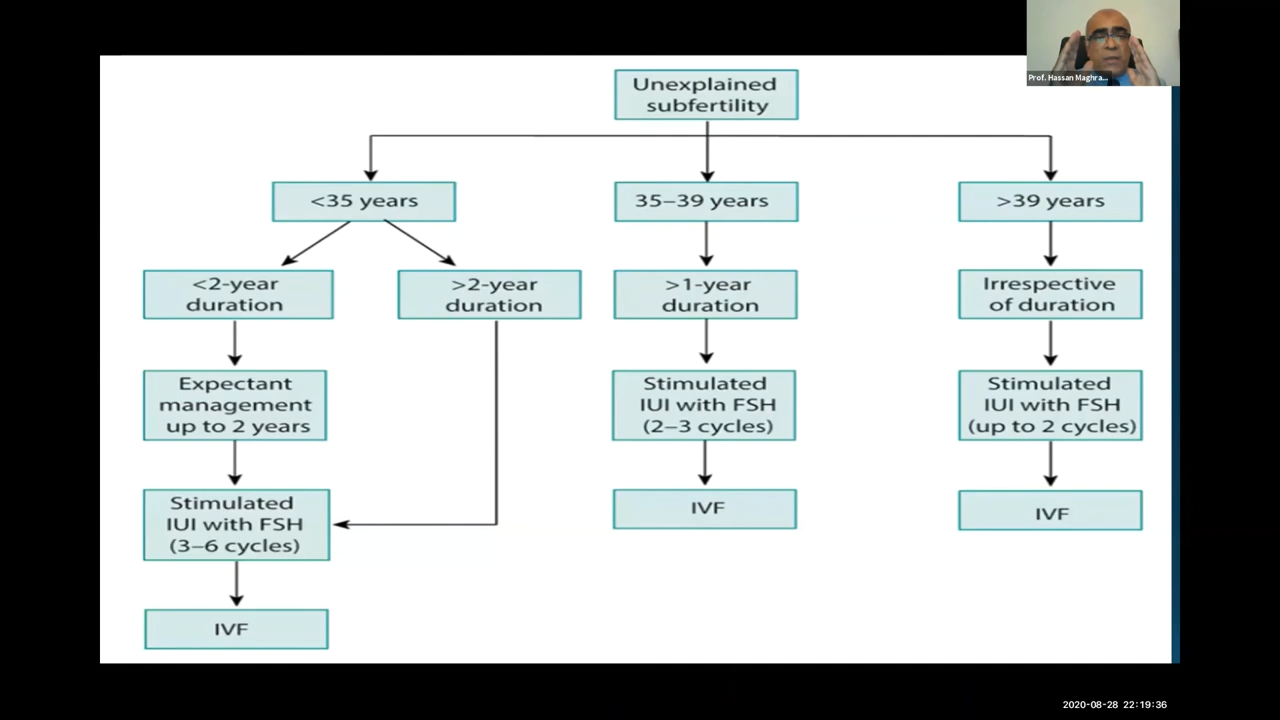 Prof. Hassan Maghra...
Unexplained
subfertility
<35 years
35–39 years
>39 years
<2-year
duration
>2-year
duration
>1-year
duration
Irrespective
of duration
Expectant
management
up to 2 years
Stimulated
IUI with FSH
(2–3 cycles)
Stimulated
IUI with FSH
(up to 2 cycles)
Stimulated
IUI with FSH
(3–6 cycles)
IVF
IVF
IVF
2020-08-28 22:19:36